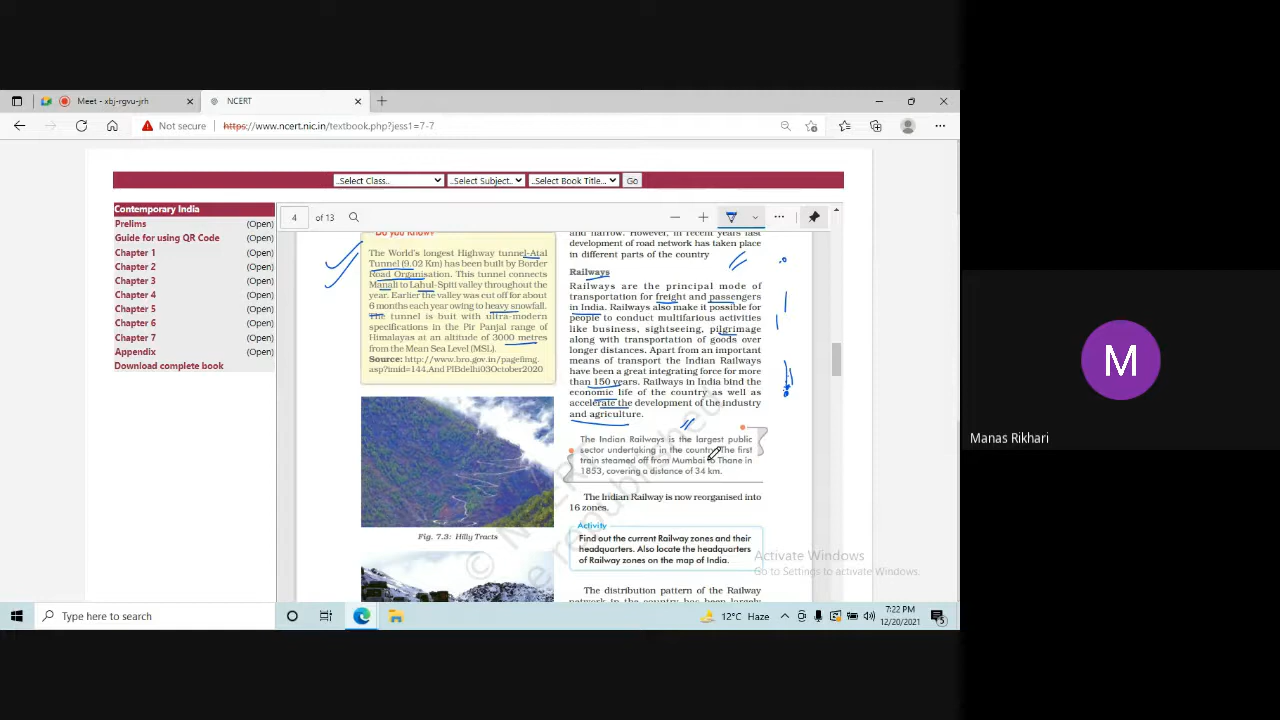 Meet - xbj-rgvu-jrh
NCERT
Not secure
https://www.ncert.nic.in/textbook.php?jess1=7-7
..Select Class..
..Select Subject..
..Select Book Title...
Go
Contemporary India
Prelims (Open)
Guide for using QR Code (Open)
Chapter 1 (Open)
Chapter 2 (Open)
Chapter 3 (Open)
Chapter 4 (Open)
Chapter 5 (Open)
Chapter 6 (Open)
Chapter 7 (Open)
Appendix (Open)
Download complete book
4 of 13
Do you Know?
The World's longest Highway tunnel-Atal
Tunnel (9.02 Km) has been built by Border
Road Organisation. This tunnel connects
Manali to Lahul-Spiti valley throughout the
year. Earlier the valley was cut off for about
6 months each year owing to heavy snowfall.
The tunnel is buit with ultra-modern
specifications in the Pir Panjal range of
Himalayas at an altitude of 3000 metres
from the Mean Sea Level (MSL).
Source: http://www.bro.gov.in/pagefimg.
asp?imid=144.And PIBdelhi03October2020
Fig. 7.3: Hilly Tracts
and narrow. However, in recent years fast
development of road network has taken place
in different parts of the country
Railways
Railways are the principal mode of
transportation for freight and passengers
in India. Railways also make it possible for
people to conduct multifarious activities
like business, sightseeing, pilgrimage
along with transportation of goods over
longer distances. Apart from an important
means of transport the Indian Railways
have been a great integrating force for more
than 150 years. Railways in India bind the
economic life of the country as well as
accelerate the development of the industry
and agriculture.
The Indian Railways is the largest public
sector undertaking in the country. The first
train steamed off from Mumbai to Thane in
1853, covering a distance of 34 km.
The Indian Railway is now reorganised into
16 zones.
Activity
Find out the current Railway zones and their
headquarters. Also locate the headquarters
of Railway zones on the map of India.
The distribution pattern of the Railway
network in the country has been largely
© NCERT
be republished
Activate Windows
Go to Settings to activate Windows.
Type here to search
12°C Haze
7:22 PM
12/20/2021
5
M
Manas Rikhari